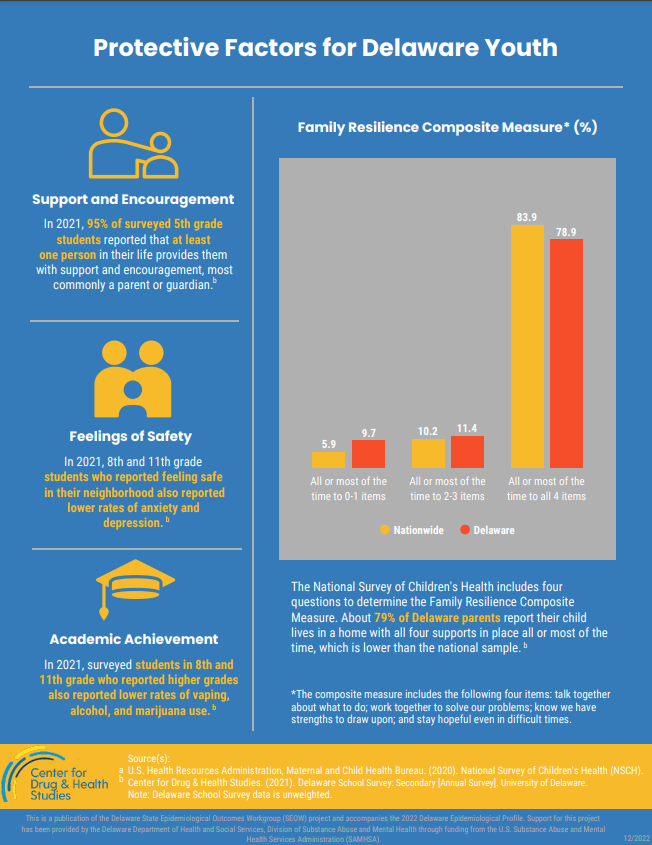 Protective Factors for Delaware Youth
Support and Encouragement
In 2021, 95% of surveyed 5th grade
students reported that at least
one person in their life provides them
with support and encouragement, most
commonly a parent or guardian.b
Feelings of Safety
In 2021, 8th and 11th grade
students who reported feeling safe
in their neighborhood also reported
lower rates of anxiety and
depression. b
Academic Achievement
In 2021, surveyed students in 8th and
11th grade who reported higher grades
also reported lower rates of vaping,
alcohol, and marijuana use. b
Family Resilience Composite Measure* (%)
83.9
78.9
5.9
9.7
10.2
11.4
All or most of the
time to 0-1 items
All or most of the
time to 2-3 items
All or most of the
time to all 4 items
Nationwide
Delaware
The National Survey of Children's Health includes four
questions to determine the Family Resilience Composite
Measure. About 79% of Delaware parents report their child
lives in a home with all four supports in place all or most of the
time, which is lower than the national sample. b
*The composite measure includes the following four items: talk together
about what to do; work together to solve our problems; know we have
strengths to draw upon; and stay hopeful even in difficult times.
Center for
Drug & Health
Studies
Source(s):
a U.S. Health Resources Administration, Maternal and Child Health Bureau. (2020). National Survey of Children's Health (NSCH).
b Center for Drug & Health Studies. (2021). Delaware School Survey: Secondary [Annual Survey]. University of Delaware.
Note: Delaware School Survey data is unweighted.
This is a publication of the Delaware State Epidemiological Outcomes Workgroup (SEOW) project and accompanies the 2022 Delaware Epidemiological Profile. Support for this project
has been provided by the Delaware Department of Health and Social Services, Division of Substance Abuse and Mental Health through funding from the U.S. Substance Abuse and Mental
Health Services Administration (SAMHSA).
12/2022